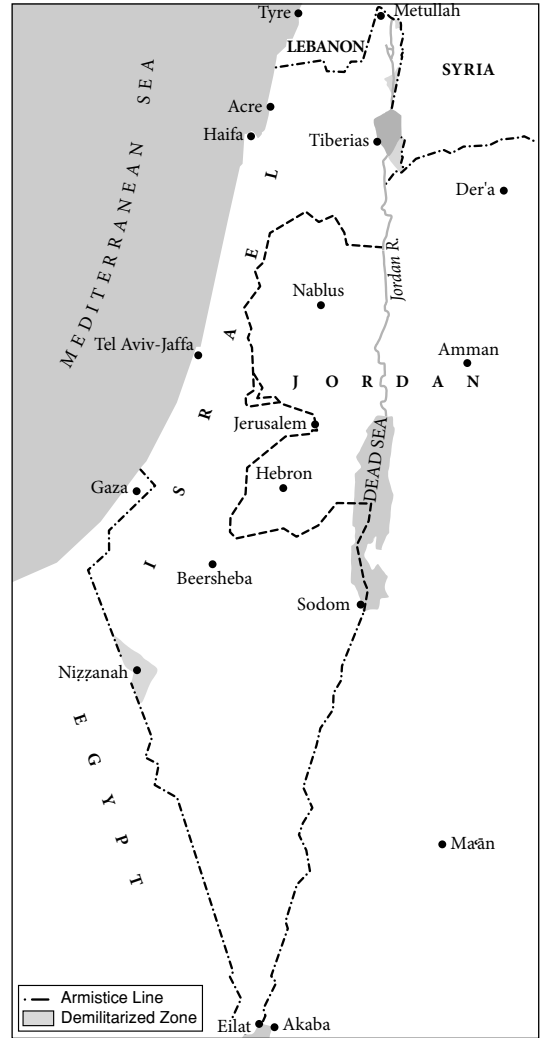 Tyre
Metullah
LEBANON
SYRIA
MEDITERRANEAN SEA
Acre
Haifa
Tiberias
Der'a
ISRAEL
Jordan R.
Nablus
Tel Aviv-Jaffa
Amman
JORDAN
Jerusalem
DEAD SEA
Hebron
Gaza
Beersheba
Sodom
Niẓẓanah
EGYPT
Ma‘ān
Armistice Line
Demilitarized Zone
Eilat
Akaba